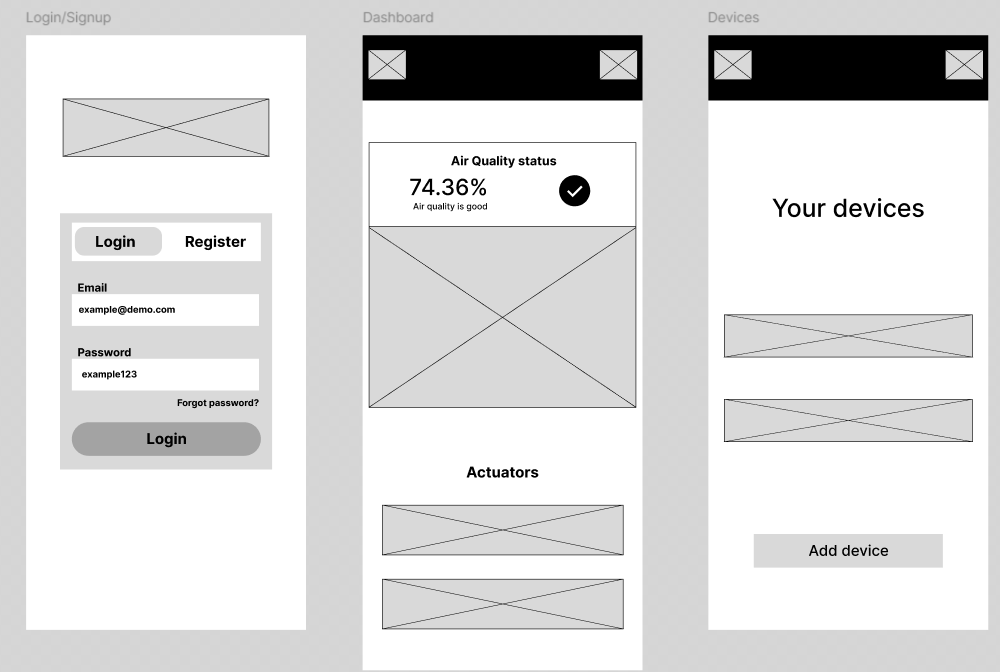 Login/Signup
Login
Register
Email
example@demo.com
Password
example123
Forgot password?
Login
Dashboard
Air Quality status
74.36%
Air quality is good
Actuators
Devices
Your devices
Add device